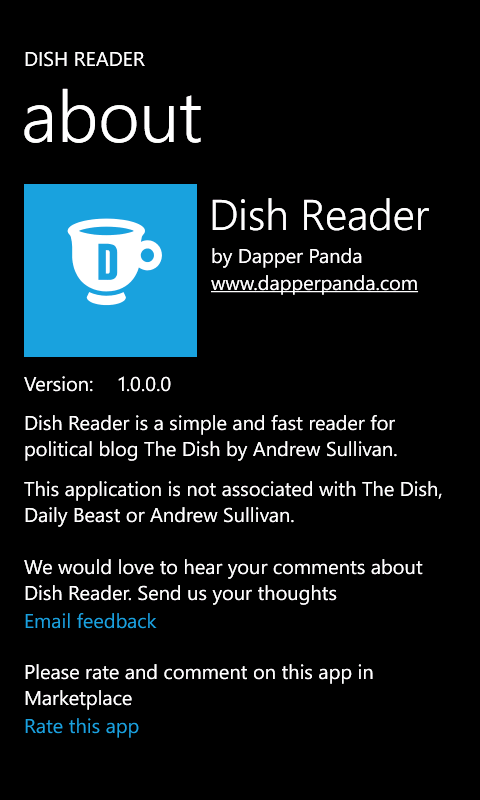 DISH READER
about
D
Dish Reader
by Dapper Panda
www.dapperpanda.com
Version: 1.0.0.0
Dish Reader is a simple and fast reader for
political blog The Dish by Andrew Sullivan.
This application is not associated with The Dish,
Daily Beast or Andrew Sullivan.
We would love to hear your comments about
Dish Reader. Send us your thoughts
Email feedback
Please rate and comment on this app in
Marketplace
Rate this app